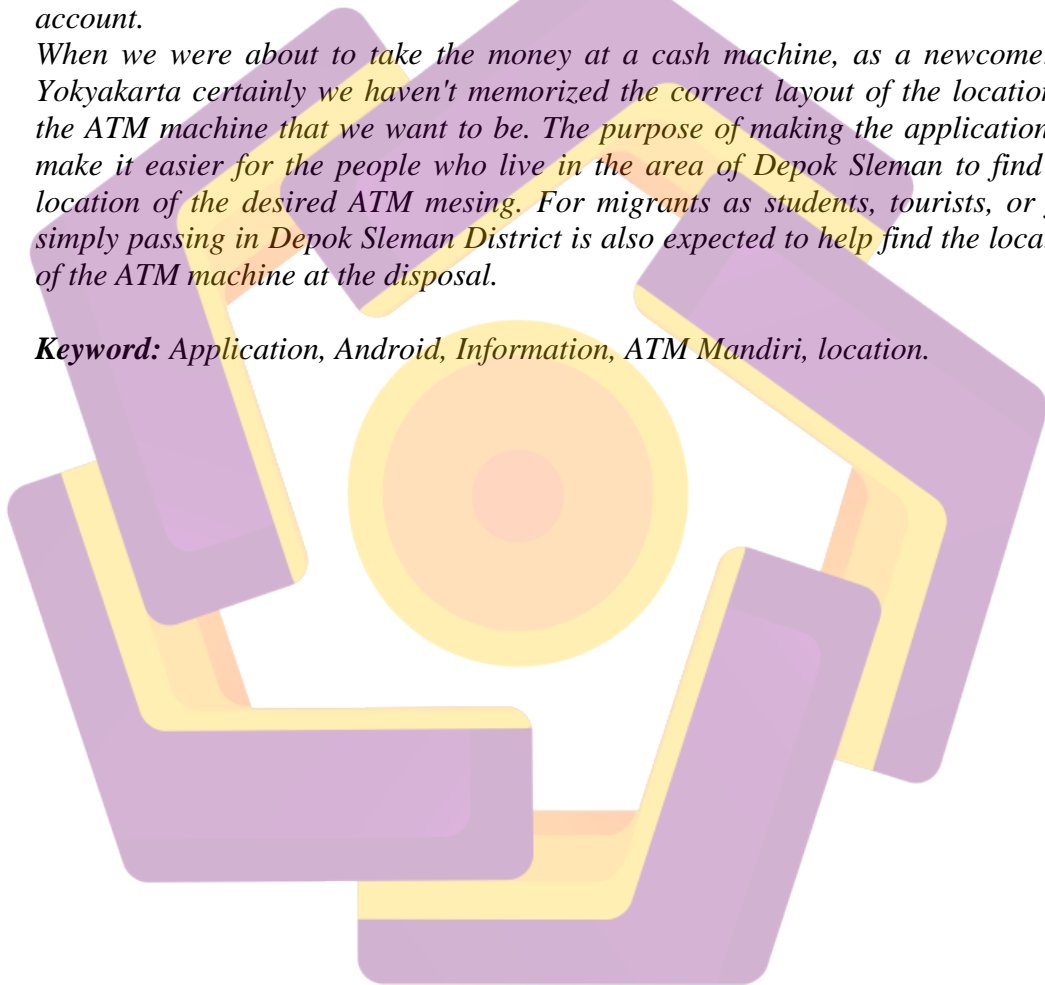 account.
When we were about to take the money at a cash machine, as a newcome
Yokyakarta certainly we haven't memorized the correct layout of the location
the ATM machine that we want to be. The purpose of making the application
make it easier for the people who live in the area of Depok Sleman to find
location of the desired ATM mesing. For migrants as students, tourists, or
simply passing in Depok Sleman District is also expected to help find the loca
of the ATM machine at the disposal.
Keyword: Application, Android, Information, ATM Mandiri, location.